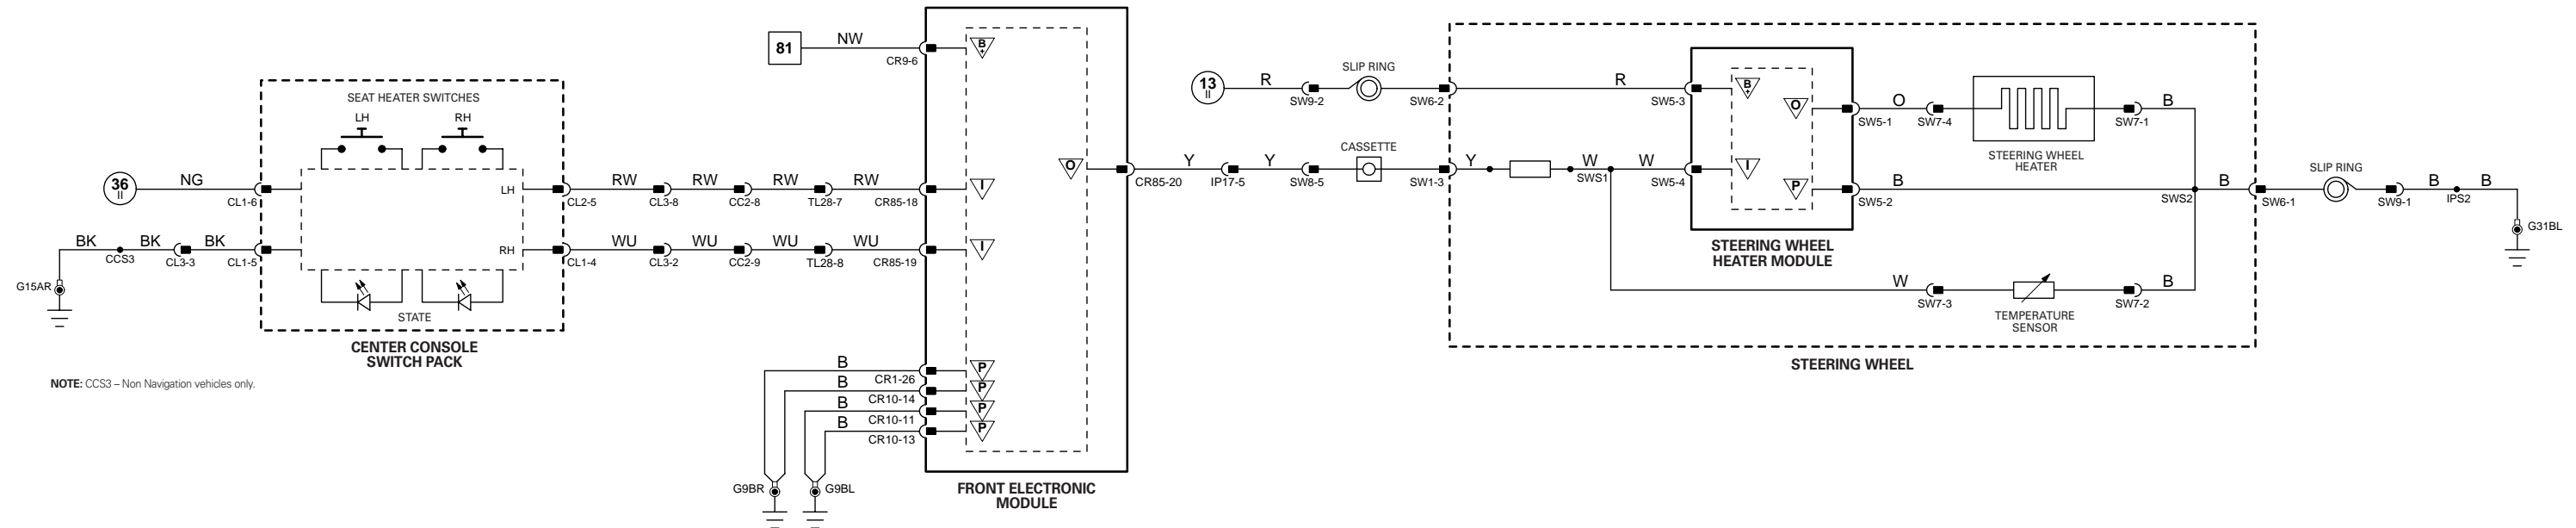 81
NW
CR9-6
B
+
SEAT HEATER SWITCHES
LH
RH
36
II
NG
CL1-6
LH
CL2-5
RW
CL3-8
RW
CC2-8
RW
TL28-7
RW
CR85-18
I
BK
CCS3
BK
CL3-3
BK
CL1-5
RH
CL1-4
WU
CL3-2
WU
CC2-9
WU
TL28-8
WU
CR85-19
I
G15AR
STATE
CENTER CONSOLE
SWITCH PACK
NOTE: CCS3 – Non Navigation vehicles only.
B
CR1-26
P
B
CR10-14
P
B
CR10-11
P
B
CR10-13
P
G9BR
G9BL
FRONT ELECTRONIC
MODULE
O
CR85-20
Y
IP17-5
Y
SW8-5
CASSETTE
SW1-3
Y
SWS1
W
W
SW5-4
I
13
II
R
SW9-2
SLIP RING
SW6-2
R
SW5-3
B
+
O
SW5-1
O
SW7-4
STEERING WHEEL
HEATER
SW7-1
B
P
SW5-2
B
SWS2
B
SW6-1
SLIP RING
SW9-1
B
IPS2
B
G31BL
STEERING WHEEL
HEATER MODULE
W
SW7-3
TEMPERATURE
SENSOR
SW7-2
B
STEERING WHEEL